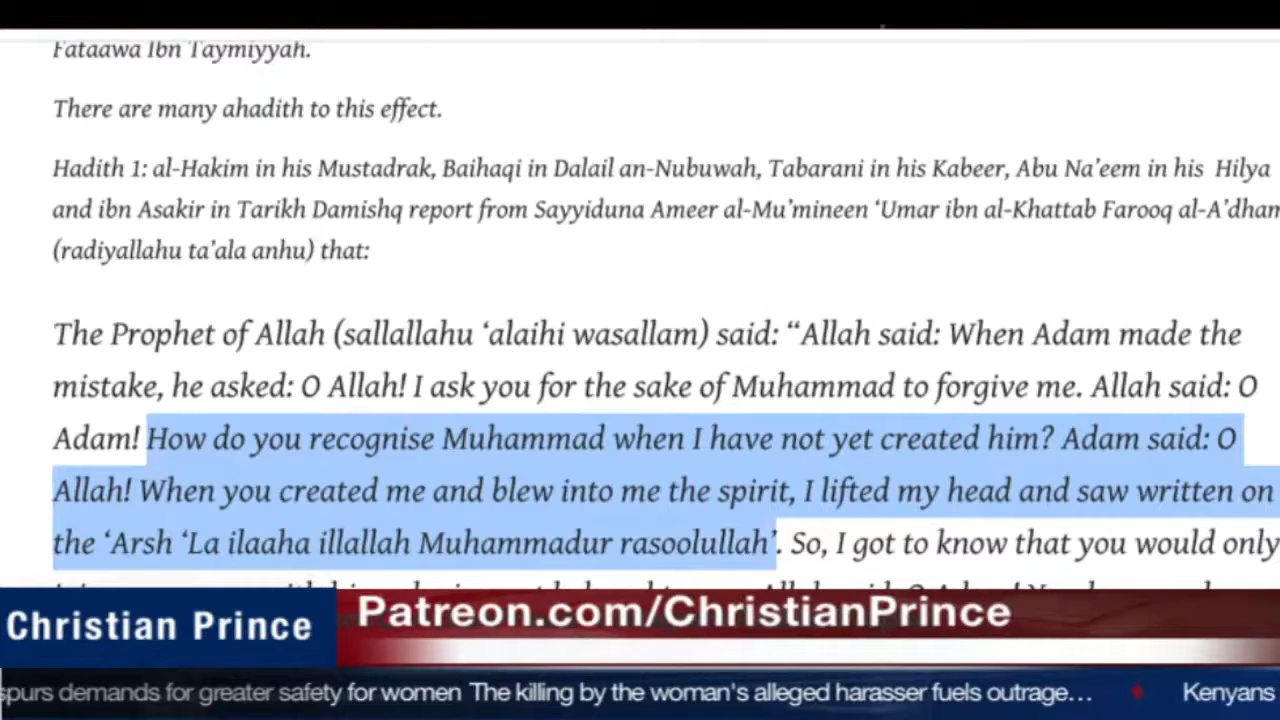 Fataawa Ibn Taymiyyah.
There are many ahadith to this effect.
Hadith 1: al-Hakim in his Mustadrak, Baihaqi in Dalail an-Nubuwah, Tabarani in his Kabeer, Abu Na’eem in his Hilya
and ibn Asakir in Tarikh Damishq report from Sayyiduna Ameer al-Mu’mineen ‘Umar ibn al-Khattab Farooq al-A’dham
(radiyallahu ta’ala anhu) that:
The Prophet of Allah (sallallahu ‘alaihi wasallam) said: “Allah said: When Adam made the
mistake, he asked: O Allah! I ask you for the sake of Muhammad to forgive me. Allah said: O
Adam! How do you recognise Muhammad when I have not yet created him? Adam said: O
Allah! When you created me and blew into me the spirit, I lifted my head and saw written on
the ‘Arsh ‘La ilaaha illallah Muhammadur rasoolullah’. So, I got to know that you would only
Christian Prince
Patreon.com/ChristianPrince
spurs demands for greater safety for women The killing by the woman's alleged harasser fuels outrage... Kenyans